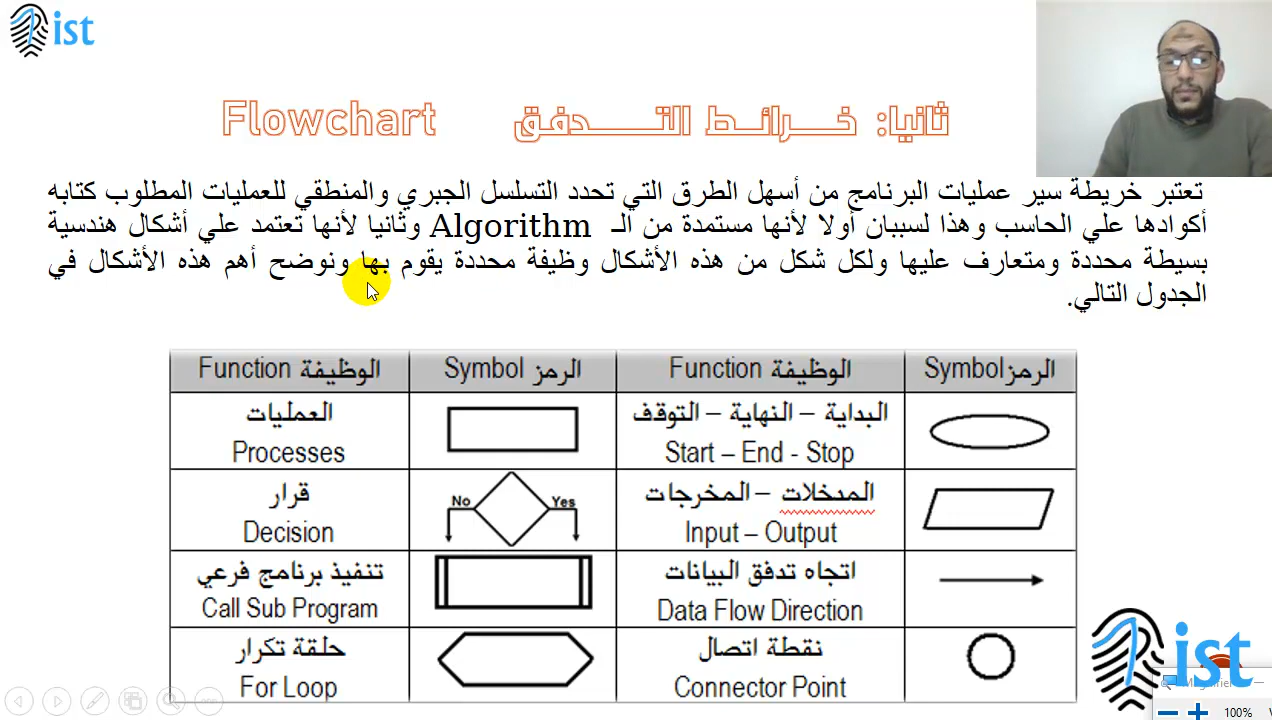 ist
ثانيا: خرائط التدفق Flowchart
تعتبر خريطة سير عمليات البرنامج من أسهل الطرق التي تحدد التسلسل الجبري والمنطقي للعمليات المطلوب كتابه
أكوادها علي الحاسب وهذا لسببان أولا لأنها مستمدة من الـ Algorithm وثانيا لأنها تعتمد علي أشكال هندسية
بسيطة محددة ومتعارف عليها ولكل شكل من هذه الأشكال وظيفة محددة يقوم بها ونوضح أهم هذه الأشكال في
الجدول التالي.
الرمز Symbol
الوظيفة Function
الرمز Symbol
الوظيفة Function
البداية – النهاية – التوقف
Start – End - Stop
العمليات
Processes
المدخلات – المخرجات
Input – Output
No
Yes
قرار
Decision
اتجاه تدفق البيانات
Data Flow Direction
تنفيذ برنامج فرعي
Call Sub Program
نقطة اتصال
Connector Point
حلقة تكرار
For Loop
ist
Magnifier
100%